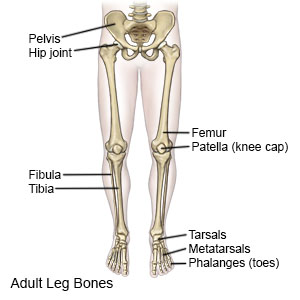 Pelvis
Hip joint
Femur
Patella (knee cap)
Fibula
Tibia
Tarsals
Metatarsals
Phalanges (toes)
Adult Leg Bones